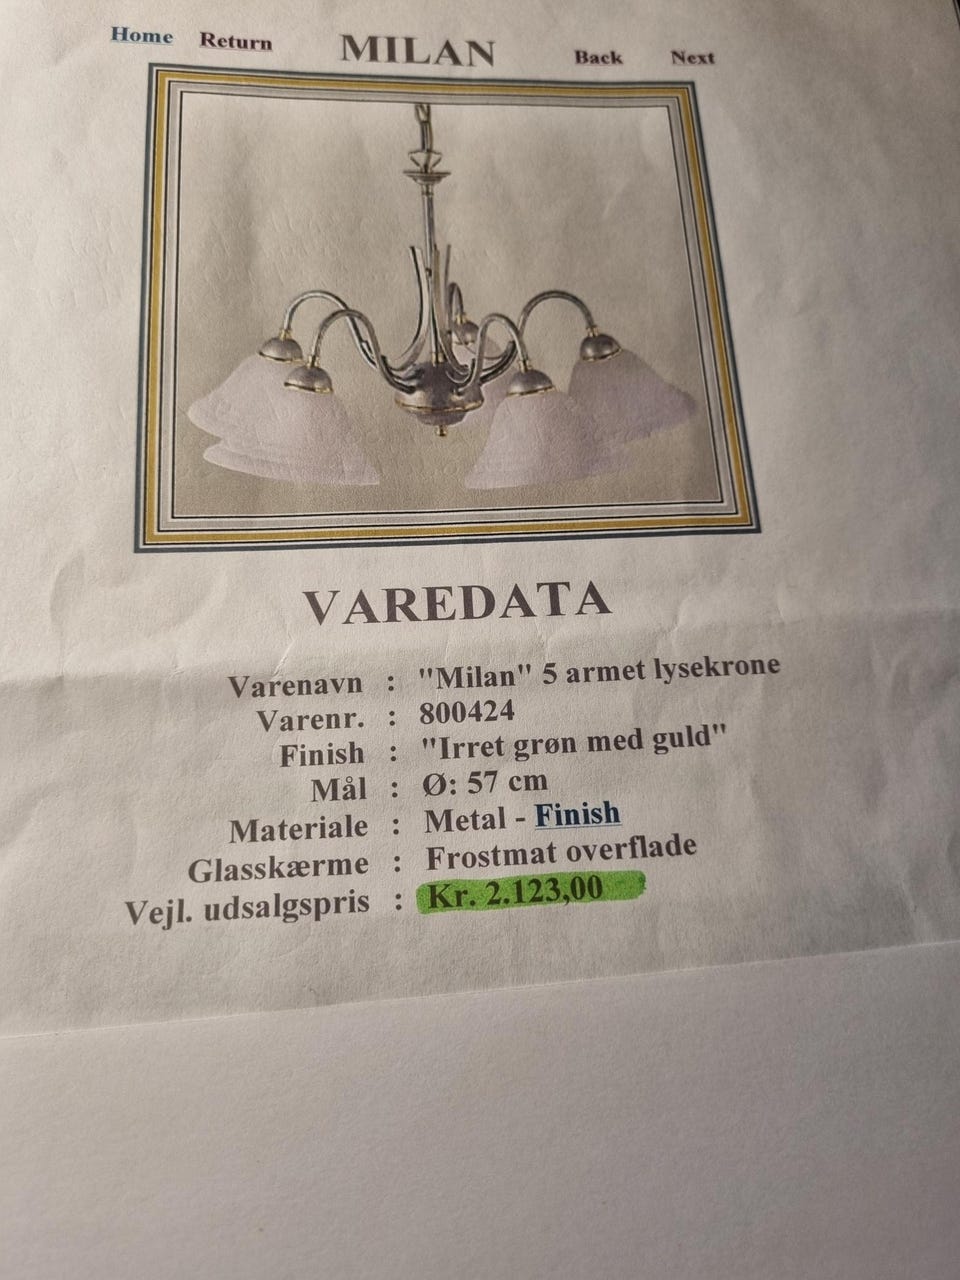 Home Return MILAN Back Next
VAREDATA
Varenavn : "Milan" 5 armet lysekrone
Varenr. : 800424
Finish : "Irret grøn med guld"
Mål : Ø: 57 cm
Materiale : Metal - Finish
Glasskærme : Frostmat overflade
Vejl. udsalgspris : Kr. 2.123,00